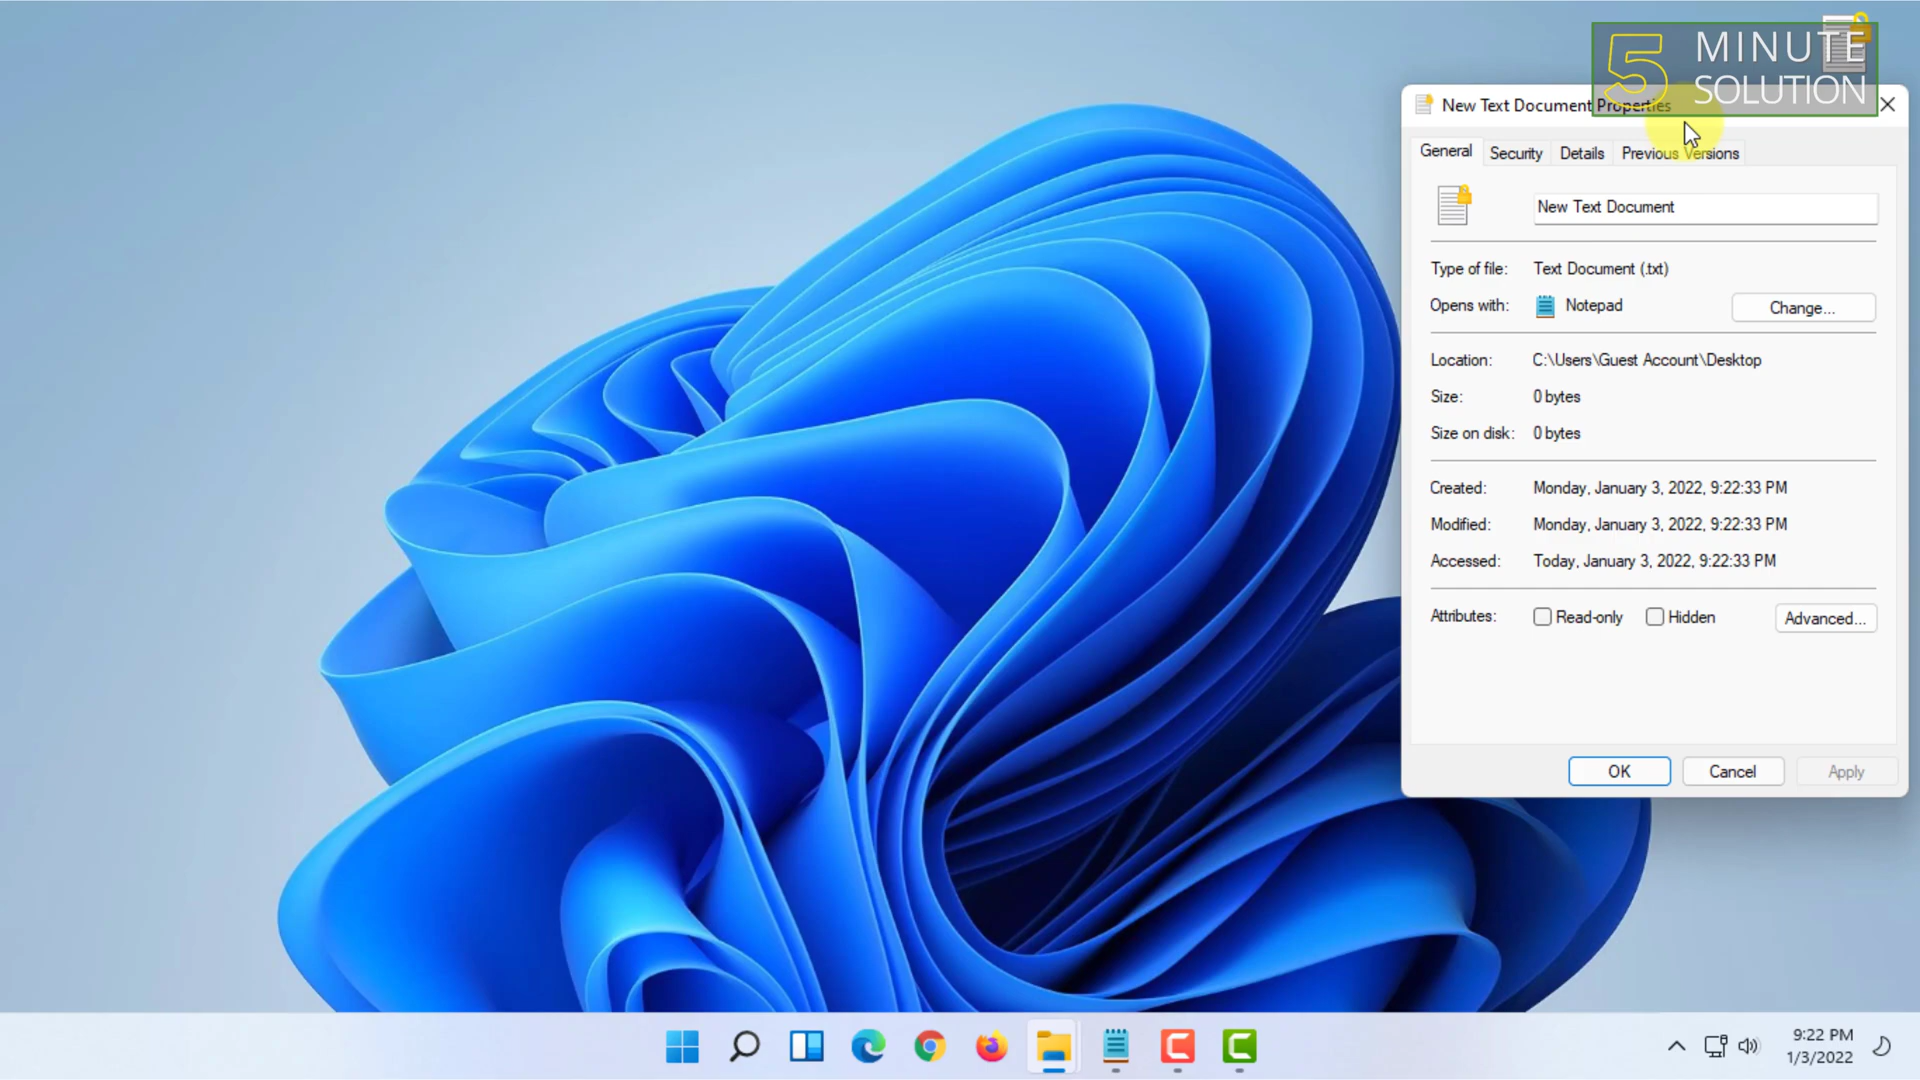 5 MINUTE
SOLUTION
New Text Document Properties
General Security Details Previous Versions
New Text Document
Type of file: Text Document (.txt)
Opens with: Notepad Change...
Location: C:\Users\Guest Account\Desktop
Size: 0 bytes
Size on disk: 0 bytes
Created: Monday, January 3, 2022, 9:22:33 PM
Modified: Monday, January 3, 2022, 9:22:33 PM
Accessed: Today, January 3, 2022, 9:22:33 PM
Attributes: Read-only Hidden Advanced...
OK Cancel Apply
9:22 PM
1/3/2022